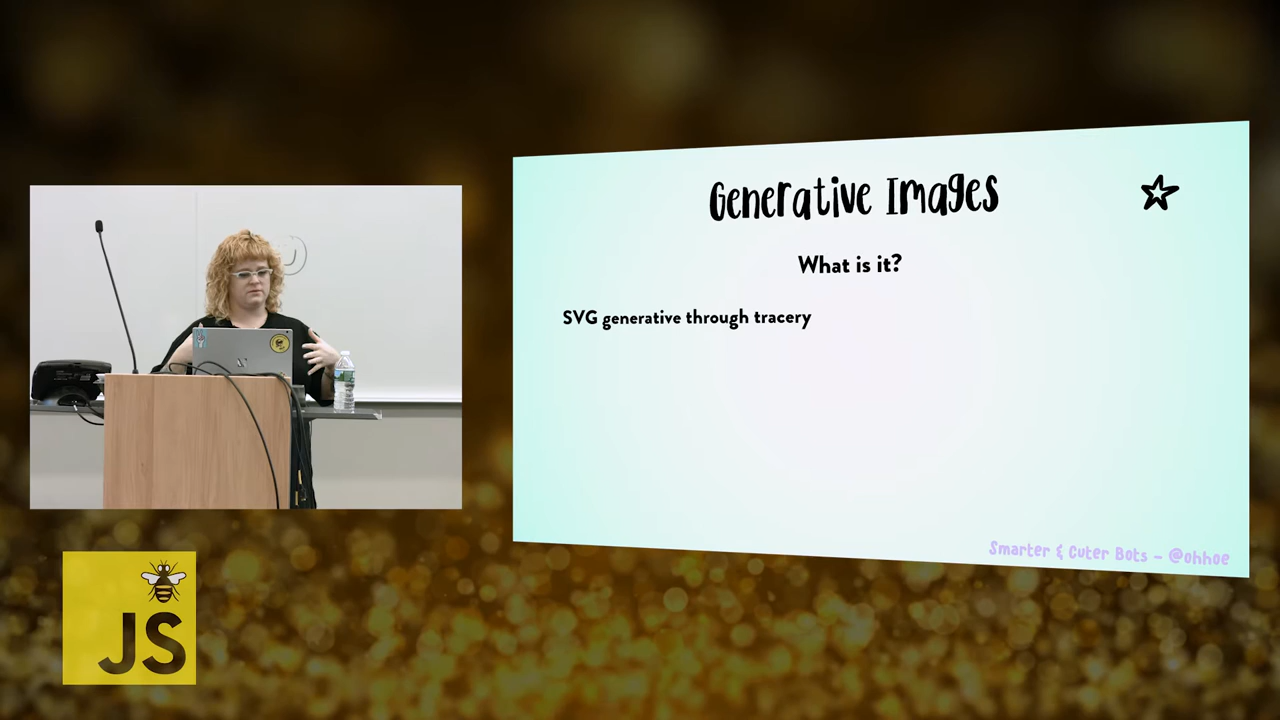 Generative Images
What is it?
SVG generative through tracery
Smarter & Cuter Bots - @ohhoe
JS